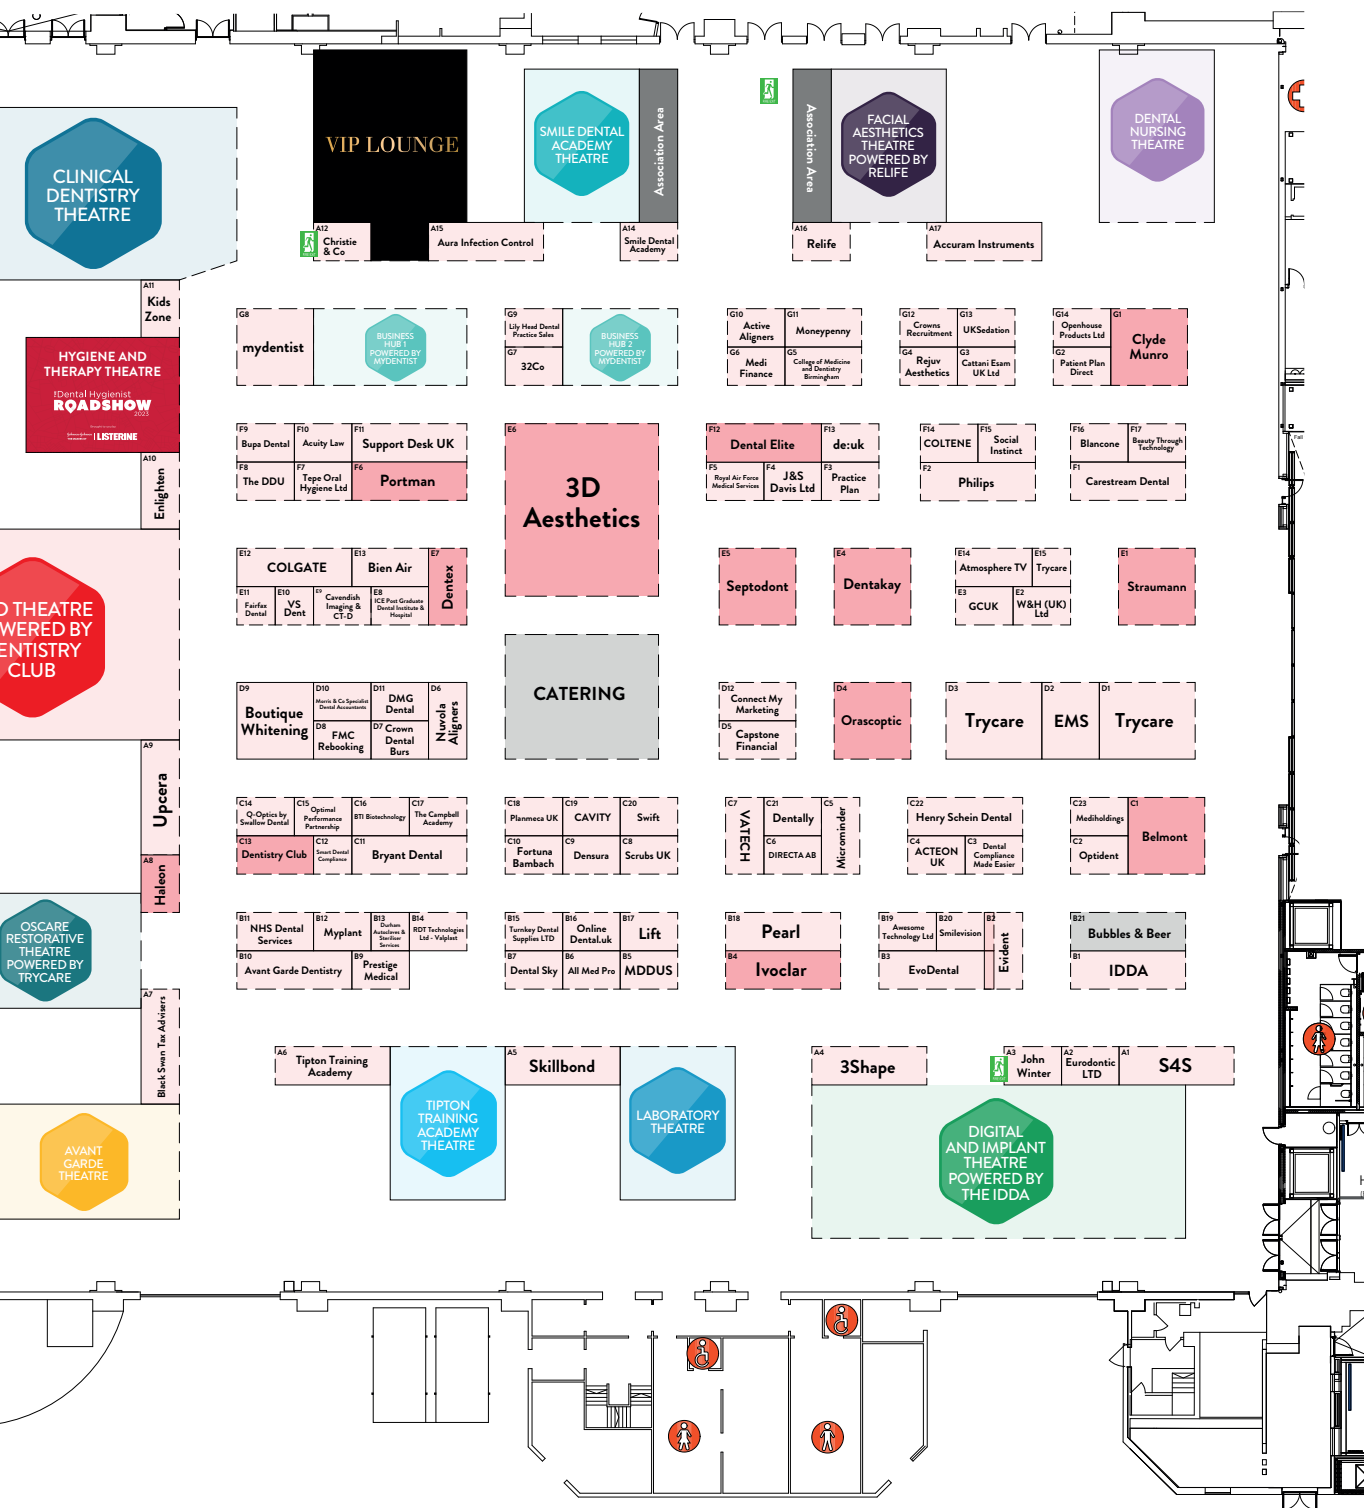 VIP LOUNGE
SMILE DENTAL
ACADEMY
THEATRE
Association Area
Association Area
FACIAL
AESTHETICS
THEATRE
POWERED BY
RELIFE
DENTAL
NURSING
THEATRE
CLINICAL
DENTISTRY
THEATRE
A12
Christie
& Co
A15
Aura Infection Control
A14
Smile Dental
Academy
A16
Relife
A17
Accuram Instruments
A11
Kids
Zone
HYGIENE AND
THERAPY THEATRE
Dental Hygienist
ROADSHOW
2023
LISTERINE
A10
Enlighten
G8
mydentist
BUSINESS
HUB 1
POWERED BY
MYDENTIST
G9
Lily Head Dental
Practice Sales
G7
32Co
BUSINESS
HUB 2
POWERED BY
MYDENTIST
G10
Active
Aligners
G11
Moneypenny
G6
Medi
Finance
G5
College of Medicine
and Dentistry
Birmingham
G12
Crowns
Recruitment
G13
UKSedation
G4
Rejuv
Aesthetics
G3
Cattani Esam
UK Ltd
G14
Openhouse
Products Ltd
G2
Patient Plan
Direct
G1
Clyde
Munro
F9
Bupa Dental
F10
Acuity Law
F11
Support Desk UK
F8
The DDU
F7
Tepe Oral
Hygiene Ltd
F6
Portman
E6
3D
Aesthetics
F12
Dental Elite
F13
de:uk
F5
Royal Air Force
Medical Services
F4
J&S
Davis Ltd
F3
Practice
Plan
F14
COLTENE
F15
Social
Instinct
F2
Philips
F16
Blancone
F17
Beauty Through
Technology
F1
Carestream Dental
D THEATRE
WERED BY
ENTISTRY
CLUB
E12
COLGATE
E13
Bien Air
E7
Dentex
E11
Fairfax
Dental
E10
VS
Dent
E9
Cavendish
Imaging &
CT-D
E8
ICE Post Graduate
Dental Institute &
Hospital
E5
Septodont
E4
Dentakay
E14
Atmosphere TV
E15
Trycare
E3
GCUK
E2
W&H (UK)
Ltd
E1
Straumann
CATERING
D9
Boutique
Whitening
D10
Morris & Co Specialist
Dental Accountants
D11
DMG
Dental
D6
Nuvola
Aligners
D8
FMC
Rebooking
D7
Crown
Dental
Burs
D12
Connect My
Marketing
D5
Capstone
Financial
D4
Orascoptic
D3
Trycare
D2
EMS
D1
Trycare
A9
Upcera
A8
Haleon
C14
Q-Optics by
Swallow Dental
C15
Optimal
Performance
Partnership
C16
BTI Biotechnology
C17
The Campbell
Academy
C13
Dentistry Club
C12
Smart Dental
Compliance
C11
Bryant Dental
C18
Planmeca UK
C19
CAVITY
C20
Swift
C10
Fortuna
Bambach
C9
Densura
C8
Scrubs UK
C7
VATECH
C21
Dentally
C6
DIRECTA AB
C5
Microminder
C22
Henry Schein Dental
C4
ACTEON
UK
C3
Dental
Compliance
Made Easier
C23
Mediholdings
C2
Optident
C1
Belmont
OSCARE
RESTORATIVE
THEATRE
POWERED BY
TRYCARE
B11
NHS Dental
Services
B12
Myplant
B13
Durham
Autoclaves &
Steriliser
Services
B14
RDT Technologies
Ltd - Valplast
B10
Avant Garde Dentistry
B9
Prestige
Medical
B15
Turnkey Dental
Supplies LTD
B16
Online
Dental.uk
B17
Lift
B7
Dental Sky
B6
All Med Pro
B5
MDDUS
B18
Pearl
B4
Ivoclar
B19
Awesome
Technology Ltd
B20
Smilevision
B2
Evident
B3
EvoDental
B21
Bubbles & Beer
B1
IDDA
A7
Black Swan Tax Advisers
A6
Tipton Training
Academy
A5
Skillbond
A4
3Shape
A3
John
Winter
A2
Eurodontic
LTD
A1
S4S
AVANT
GARDE
THEATRE
TIPTON
TRAINING
ACADEMY
THEATRE
LABORATORY
THEATRE
DIGITAL
AND IMPLANT
THEATRE
POWERED BY
THE IDDA